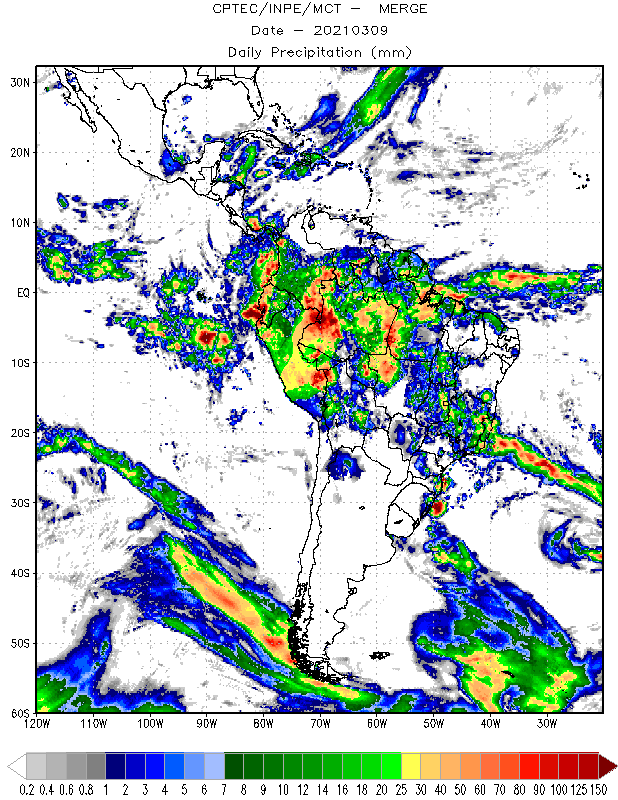 CPTEC/INPE/MCT - MERGE
Date - 20210309
Daily Precipitation (mm)
30N
20N
10N
EQ
10S
20S
30S
40S
50S
60S
120W 110W 100W 90W 80W 70W 60W 50W 40W 30W
0.2 0.4 0.6 0.8 1 2 3 4 5 6 7 8 9 10 12 14 16 18 20 25 30 40 50 60 70 80 90 100 125 150